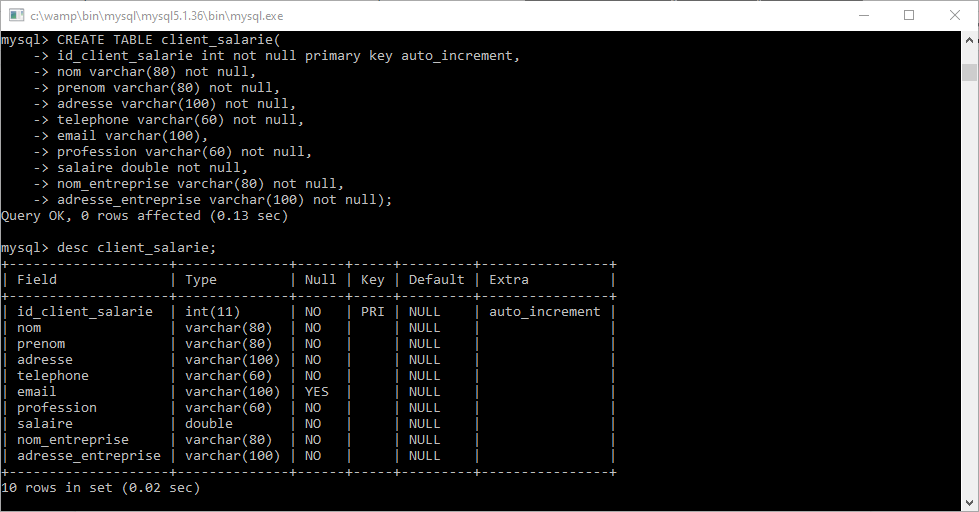 c:\wamp\bin\mysql\mysql5.1.36\bin\mysql.exe
mysql> CREATE TABLE client_salarie(
    -> id_client_salarie int not null primary key auto_increment,
    -> nom varchar(80) not null,
    -> prenom varchar(80) not null,
    -> adresse varchar(100) not null,
    -> telephone varchar(60) not null,
    -> email varchar(100),
    -> profession varchar(60) not null,
    -> salaire double not null,
    -> nom_entreprise varchar(80) not null,
    -> adresse_entreprise varchar(100) not null);
Query OK, 0 rows affected (0.13 sec)
mysql> desc client_salarie;
+--------------------+--------------+------+-----+---------+----------------+
| Field              | Type         | Null | Key | Default | Extra          |
+--------------------+--------------+------+-----+---------+----------------+
| id_client_salarie  | int(11)      | NO   | PRI | NULL    | auto_increment |
| nom                | varchar(80)  | NO   |     | NULL    |                |
| prenom             | varchar(80)  | NO   |     | NULL    |                |
| adresse            | varchar(100) | NO   |     | NULL    |                |
| telephone          | varchar(60)  | NO   |     | NULL    |                |
| email              | varchar(100) | YES  |     | NULL    |                |
| profession         | varchar(60)  | NO   |     | NULL    |                |
| salaire            | double       | NO   |     | NULL    |                |
| nom_entreprise     | varchar(80)  | NO   |     | NULL    |                |
| adresse_entreprise | varchar(100) | NO   |     | NULL    |                |
+--------------------+--------------+------+-----+---------+----------------+
10 rows in set (0.02 sec)